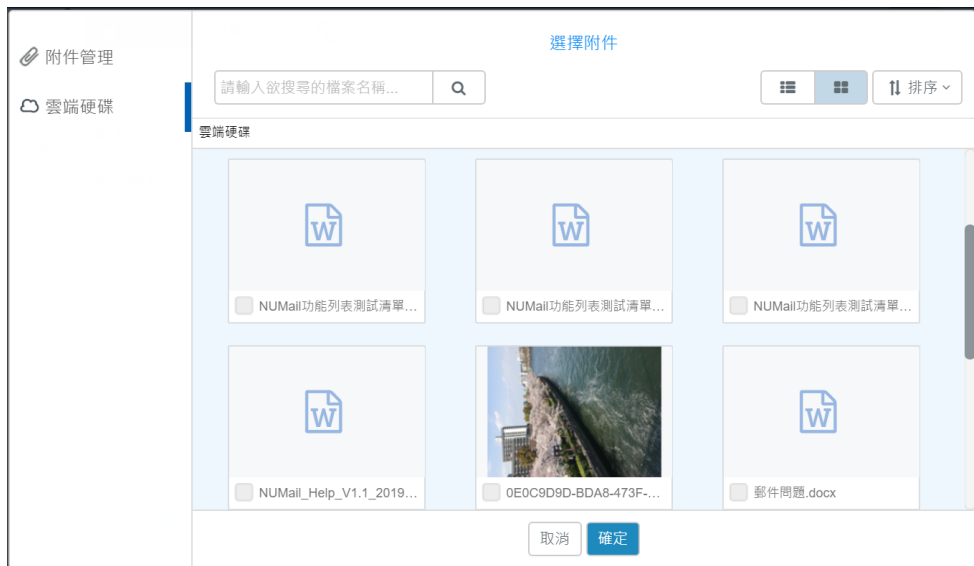 選擇附件
附件管理
雲端硬碟
請輸入欲搜尋的檔案名稱...
排序
雲端硬碟
NUMail功能列表測試清單...
NUMail功能列表測試清單...
NUMail功能列表測試清單...
NUMail_Help_V1.1_2019...
0E0C9D9D-BDA8-473F-...
郵件問題.docx
取消
確定